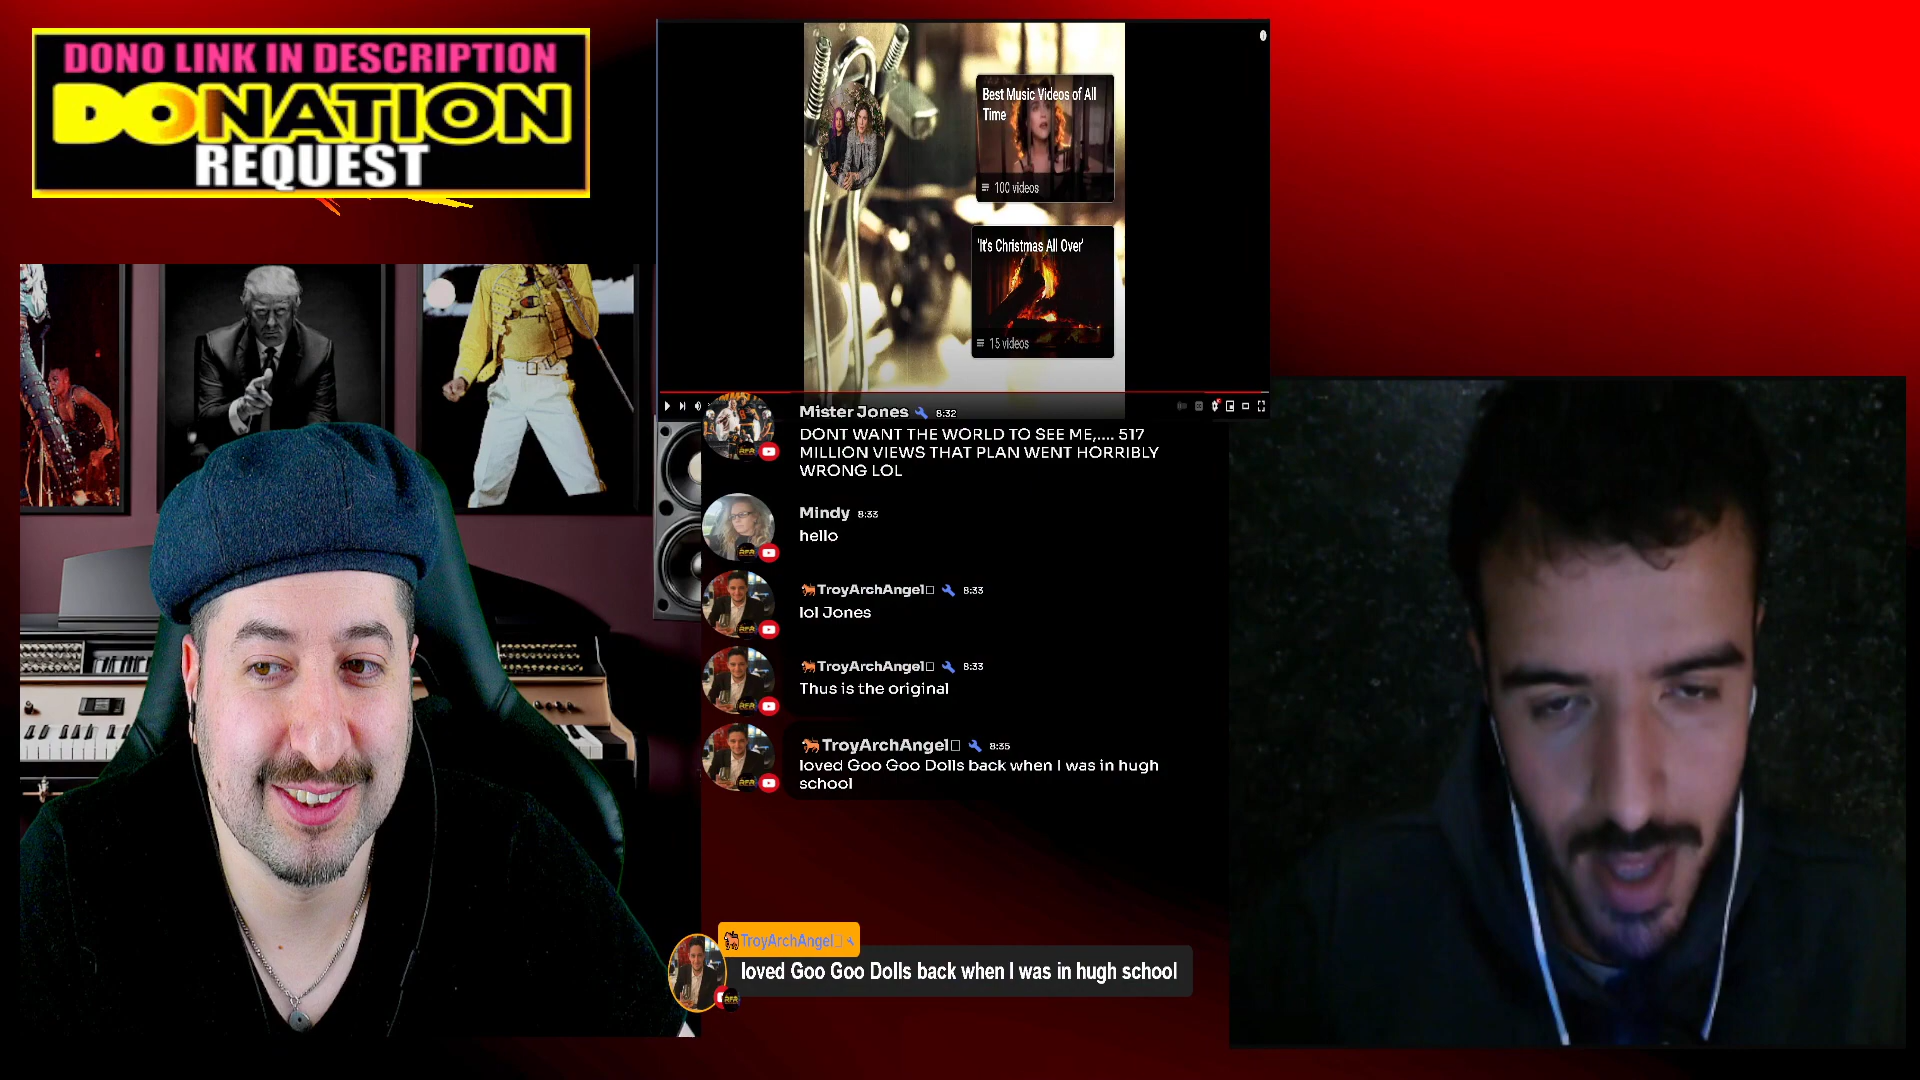 DONO LINK IN DESCRIPTION
DONATION
REQUEST
Best Music Videos of All
Time
100 videos
'It's Christmas All Over'
15 videos
Mister Jones 8:32
DONT WANT THE WORLD TO SEE ME,.... 517
MILLION VIEWS THAT PLAN WENT HORRIBLY
WRONG LOL
Mindy 8:33
hello
TroyArchAngel 8:33
lol Jones
TroyArchAngel 8:33
Thus is the original
TroyArchAngel 8:35
loved Goo Goo Dolls back when I was in hugh
school
TroyArchAngel
loved Goo Goo Dolls back when I was in hugh school